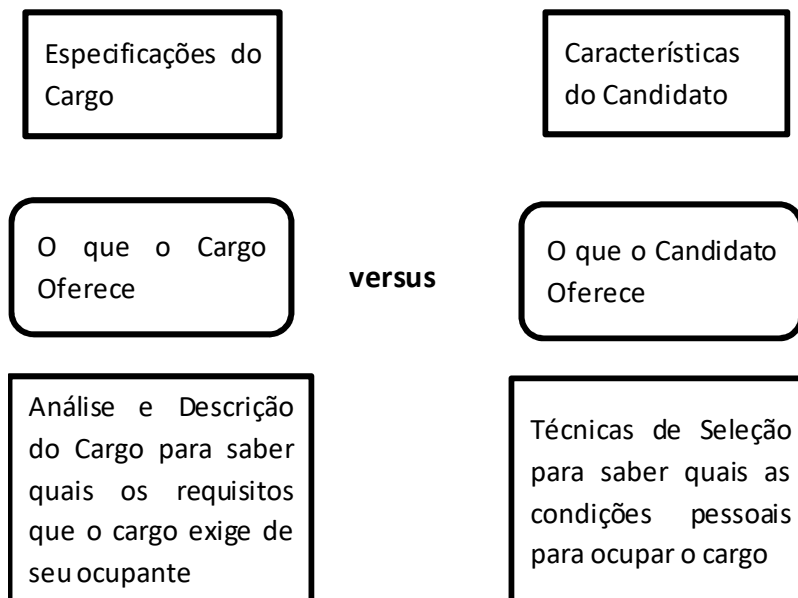 Especificações do
Cargo
Características
do Candidato
O que o Cargo
Oferece
versus
O que o Candidato
Oferece
Análise e Descrição
do Cargo para saber
quais os requisitos
que o cargo exige de
seu ocupante
Técnicas de Seleção
para saber quais as
condições pessoais
para ocupar o cargo